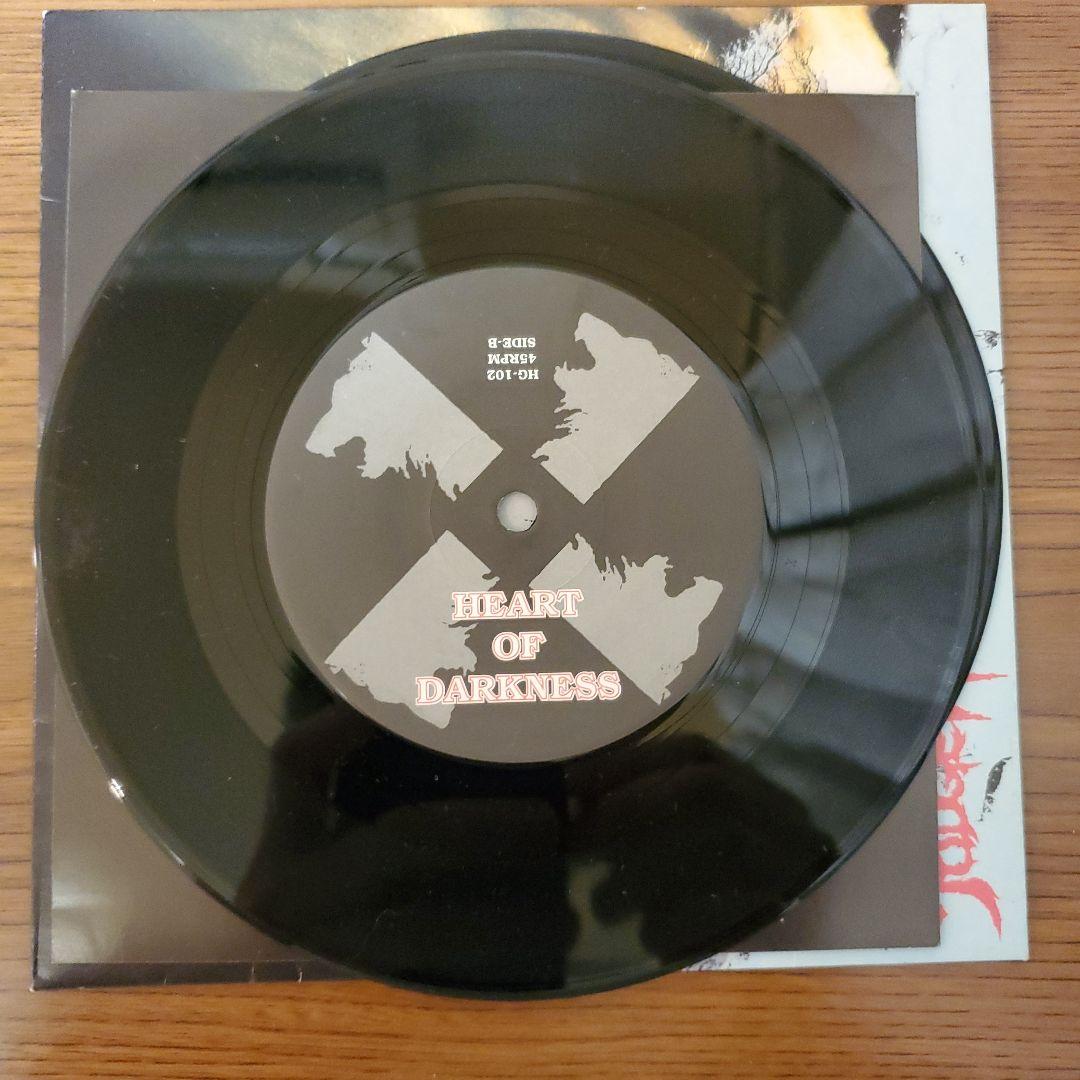 HEART
OF
DARKNESS
HG-102
45RPM
SIDE-B